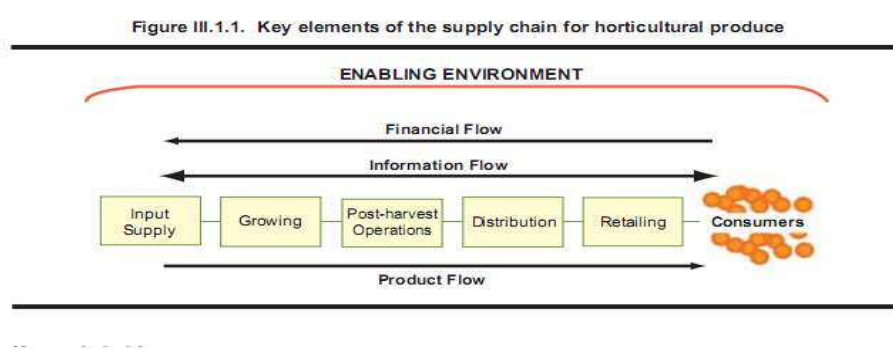 Figure III.1.1. Key elements of the supply chain for horticultural produce
ENABLING ENVIRONMENT
Financial Flow
Information Flow
Input
Supply
Growing
Post-harvest
Operations
Distribution
Retailing
Consumers
Product Flow